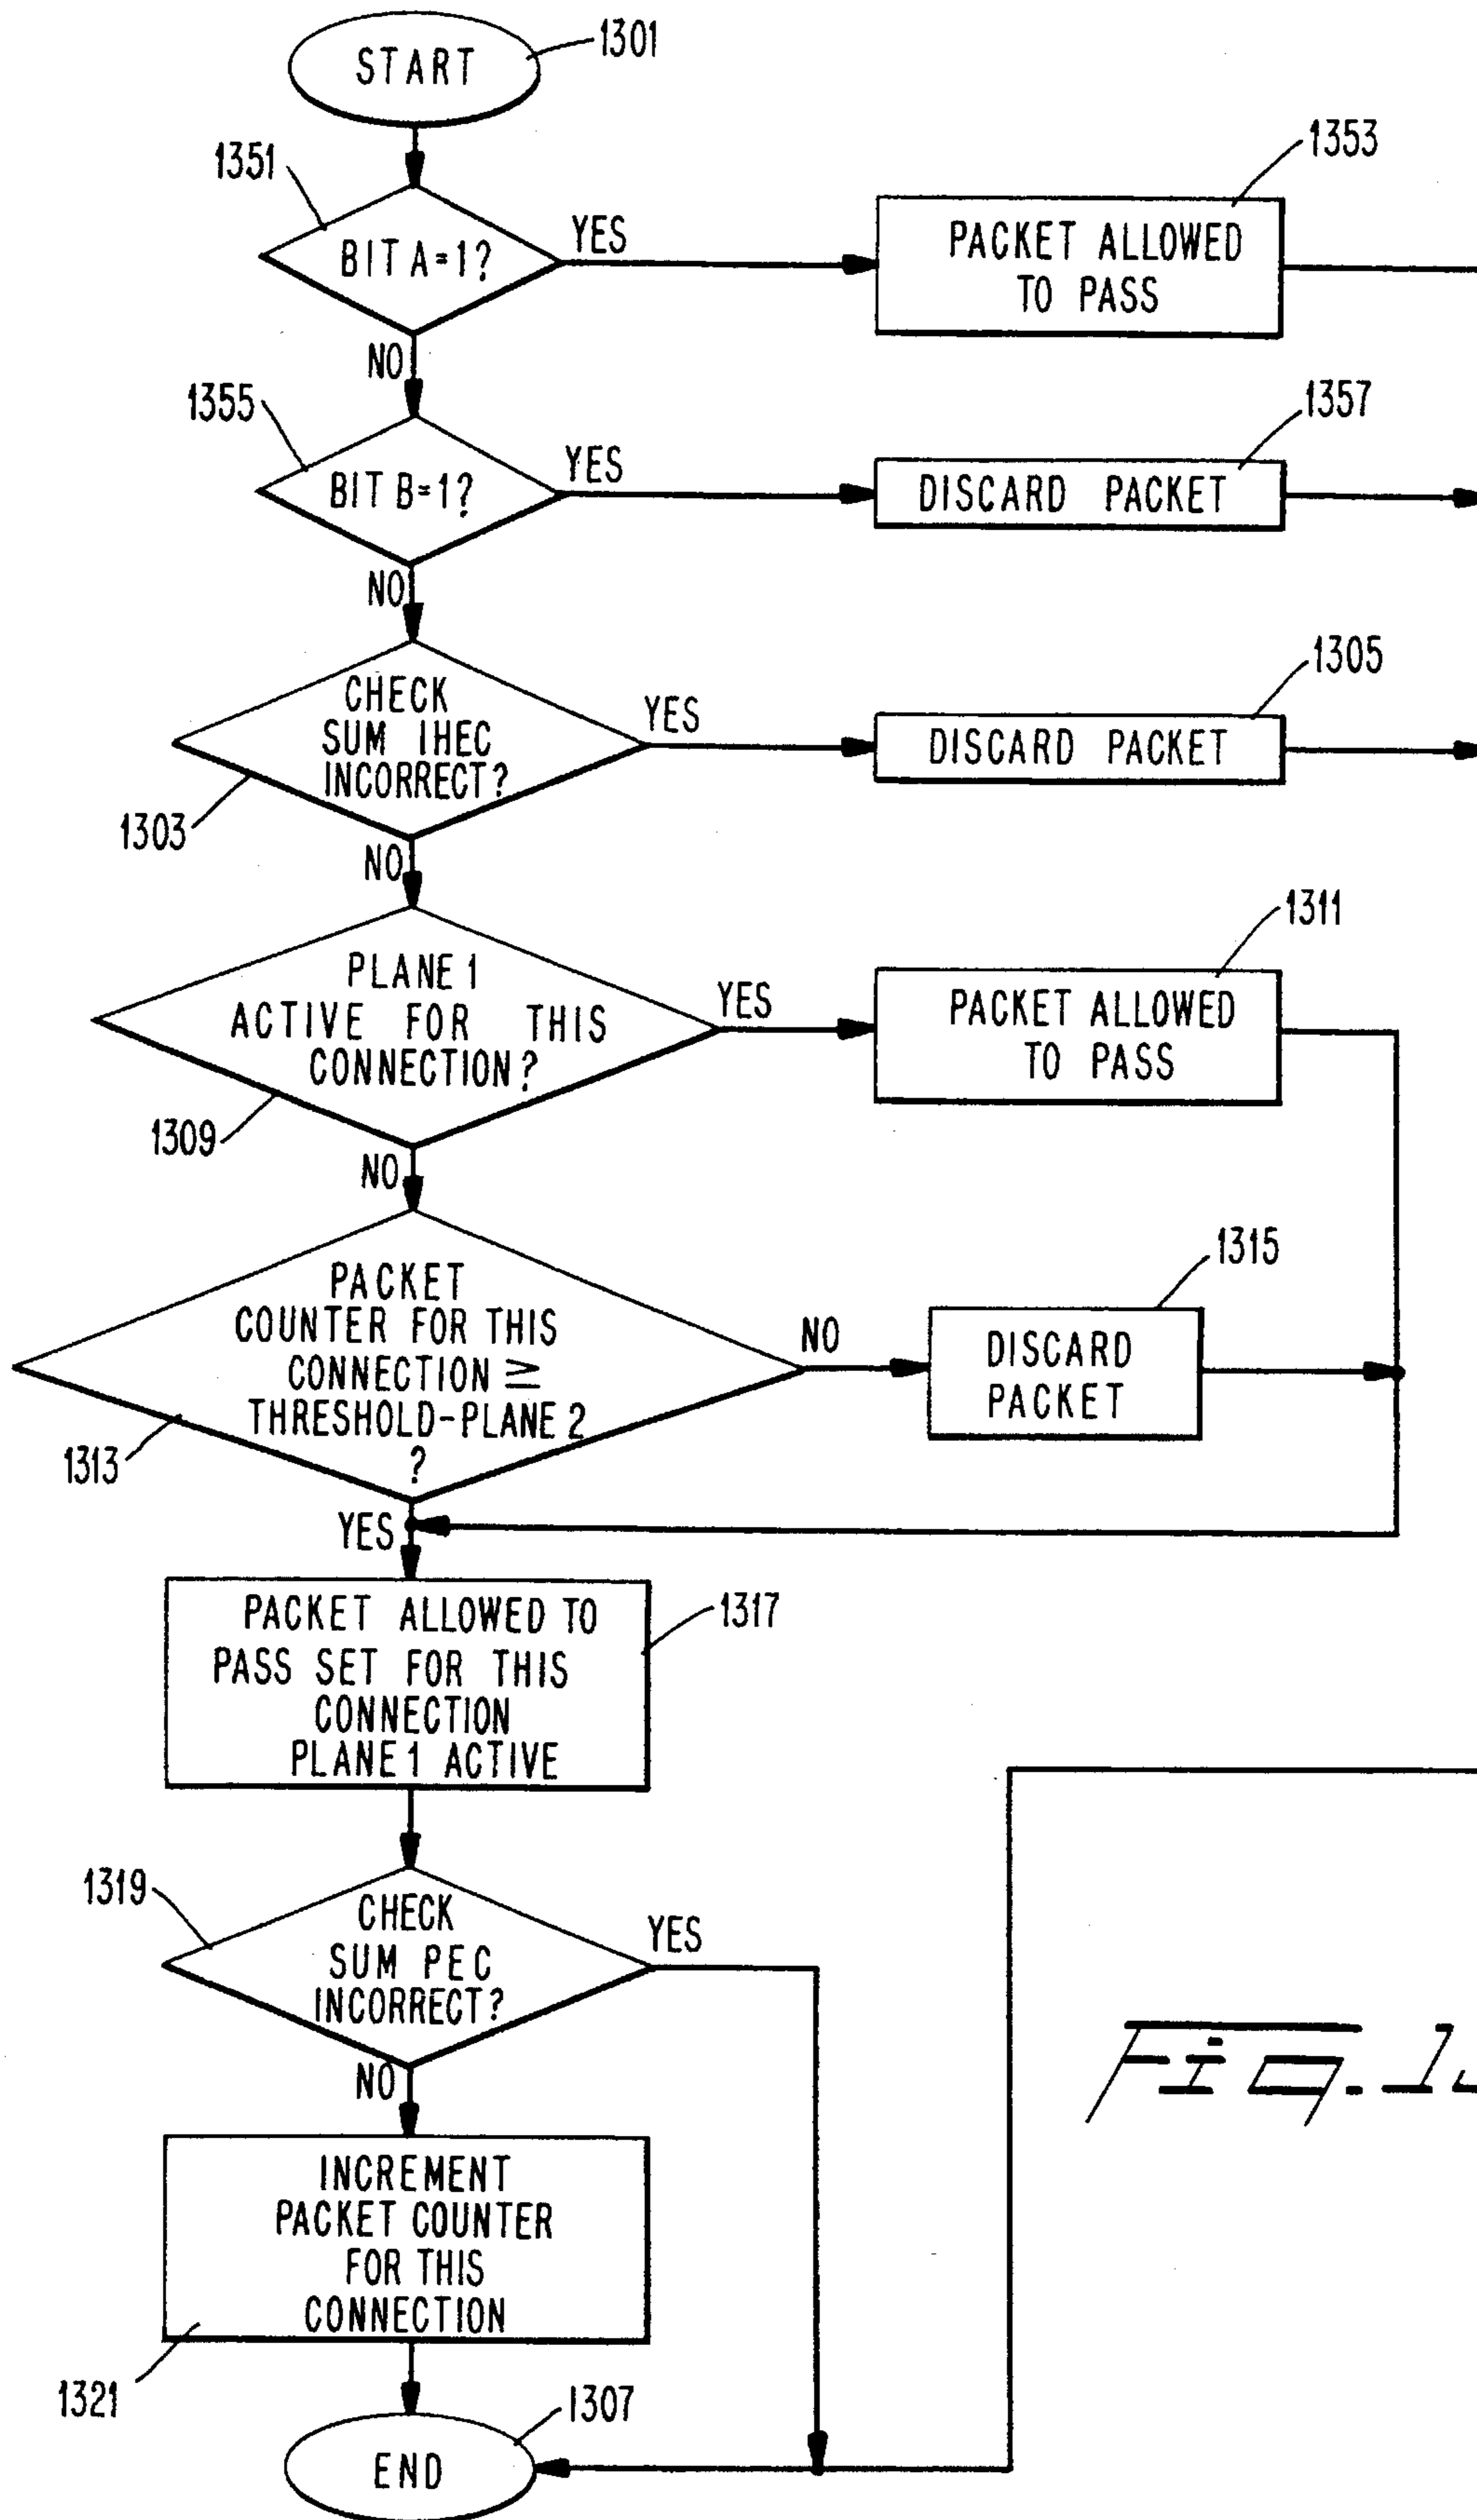 START
1301
1351
BIT A=1?
YES
PACKET ALLOWED
TO PASS
1353
NO
1355
BIT B=1?
YES
DISCARD PACKET
1357
NO
CHECK
SUM IHEC
INCORRECT?
1303
YES
DISCARD PACKET
1305
NO
PLANE 1
ACTIVE FOR THIS
CONNECTION?
1309
YES
PACKET ALLOWED
TO PASS
1311
NO
PACKET
COUNTER FOR THIS
CONNECTION ≥
THRESHOLD-PLANE 2
?
1313
NO
DISCARD
PACKET
1315
YES
PACKET ALLOWED TO
PASS SET FOR THIS
CONNECTION
PLANE 1 ACTIVE
1317
1319
CHECK
SUM PEC
INCORRECT?
YES
NO
INCREMENT
PACKET COUNTER
FOR THIS
CONNECTION
1321
1307
END
Fig.